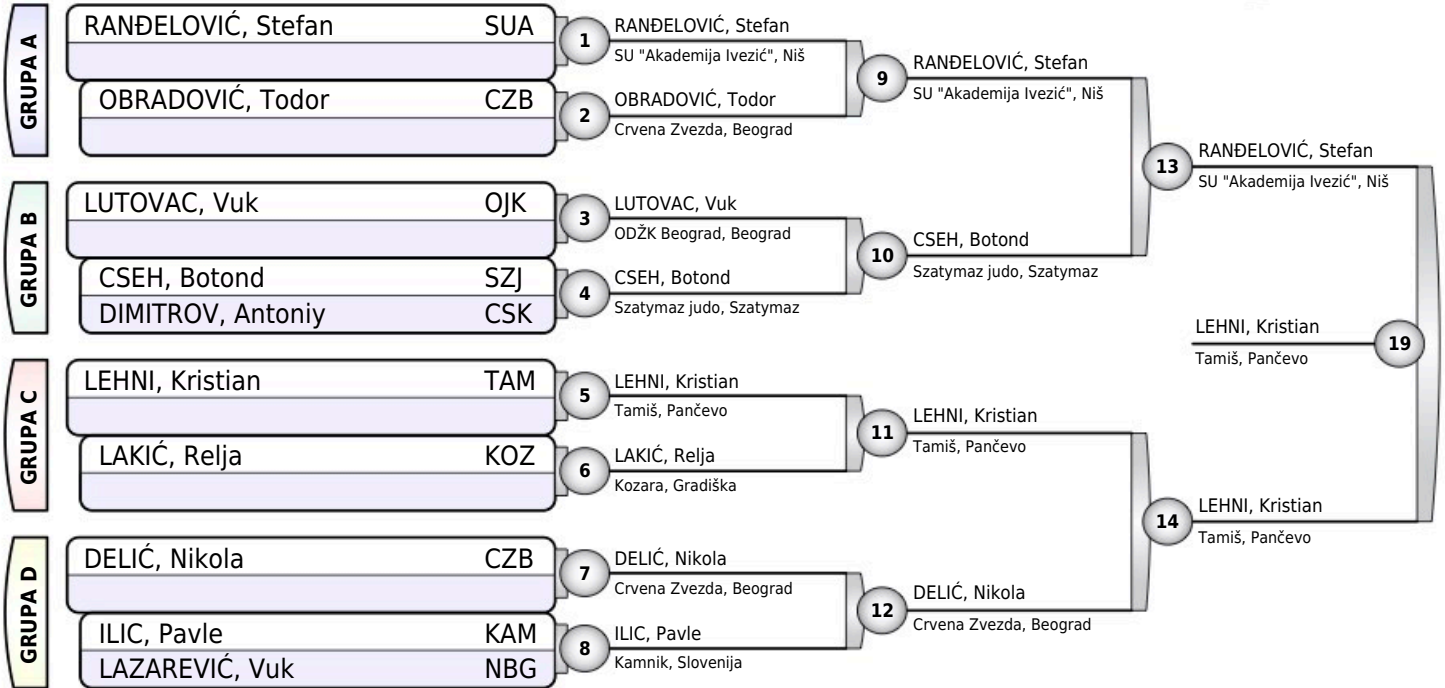 GRUPA A
RANĐELOVIĆ, Stefan SUA
OBRADOVIĆ, Todor CZB
GRUPA B
LUTOVAC, Vuk OJK
CSEH, Botond SZJ
DIMITROV, Antoniy CSK
GRUPA C
LEHNI, Kristian TAM
LAKIĆ, Relja KOZ
GRUPA D
DELIĆ, Nikola CZB
ILIC, Pavle KAM
LAZAREVIĆ, Vuk NBG
1 RANĐELOVIĆ, Stefan
SU "Akademija Ivezić", Niš
2 OBRADOVIĆ, Todor
Crvena Zvezda, Beograd
3 LUTOVAC, Vuk
ODŽK Beograd, Beograd
4 CSEH, Botond
Szatymaz judo, Szatymaz
5 LEHNI, Kristian
Tamiš, Pančevo
6 LAKIĆ, Relja
Kozara, Gradiška
7 DELIĆ, Nikola
Crvena Zvezda, Beograd
8 ILIC, Pavle
Kamnik, Slovenija
9 RANĐELOVIĆ, Stefan
SU "Akademija Ivezić", Niš
10 CSEH, Botond
Szatymaz judo, Szatymaz
11 LEHNI, Kristian
Tamiš, Pančevo
12 DELIĆ, Nikola
Crvena Zvezda, Beograd
13 RANĐELOVIĆ, Stefan
SU "Akademija Ivezić", Niš
14 LEHNI, Kristian
Tamiš, Pančevo
LEHNI, Kristian 19
Tamiš, Pančevo